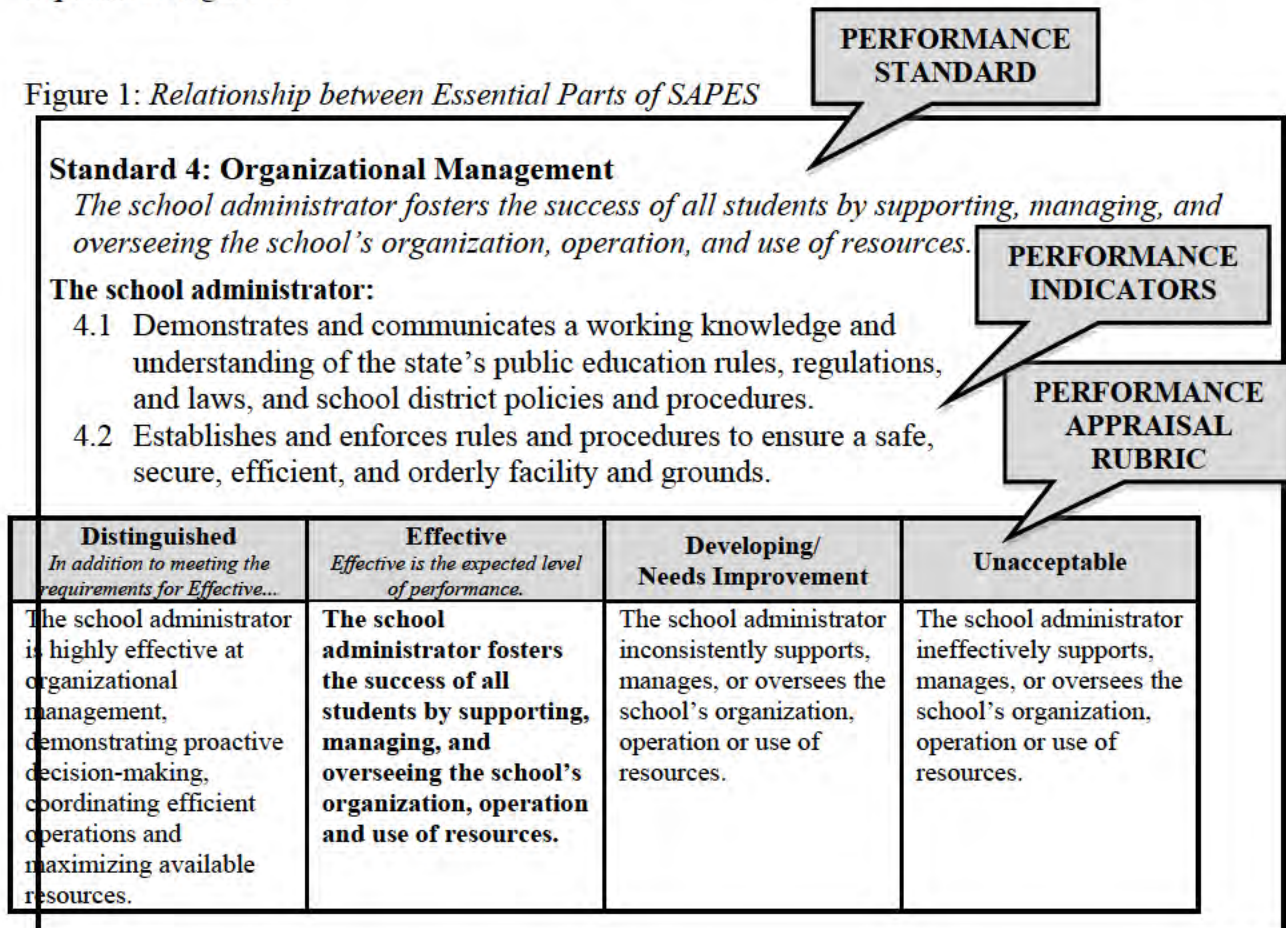 PERFORMANCE
STANDARD
Figure 1: Relationship between Essential Parts of SAPES
Standard 4: Organizational Management
The school administrator fosters the success of all students by supporting, managing, and
overseeing the school's organization, operation, and use of resources.
PERFORMANCE
INDICATORS
The school administrator:
4.1 Demonstrates and communicates a working knowledge and
understanding of the state's public education rules, regulations,
and laws, and school district policies and procedures.
4.2 Establishes and enforces rules and procedures to ensure a safe,
secure, efficient, and orderly facility and grounds.
PERFORMANCE
APPRAISAL
RUBRIC
Distinguished
In addition to meeting the
requirements for Effective...
Effective
Effective is the expected level
of performance.
Developing/
Needs Improvement
Unacceptable
The school administrator
is highly effective at
organizational
management,
demonstrating proactive
decision-making,
coordinating efficient
operations and
maximizing available
resources.
The school
administrator fosters
the success of all
students by supporting,
managing, and
overseeing the school's
organization, operation
and use of resources.
The school administrator
inconsistently supports,
manages, or oversees the
school's organization,
operation or use of
resources.
The school administrator
ineffectively supports,
manages, or oversees the
school's organization,
operation or use of
resources.